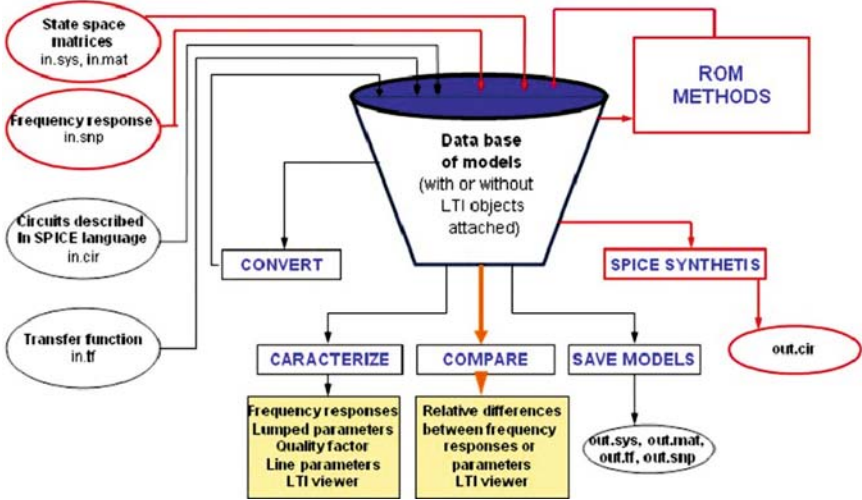 State space
matrices
in.sys, in.mat
Frequency response
in.snp
Circuits described
In SPICE language
in.cir
Transfer function
in.tf
ROM
METHODS
Data base
of models
(with or without
LTI objects
attached)
CONVERT
SPICE SYNTHETIS
CARACTERIZE
COMPARE
SAVE MODELS
out.cir
Frequency responses
Lumped parameters
Quality factor
Line parameters
LTI viewer
Relative differences
between frequency
responses or
parameters
LTI viewer
out.sys, out.mat,
out.tf, out.snp